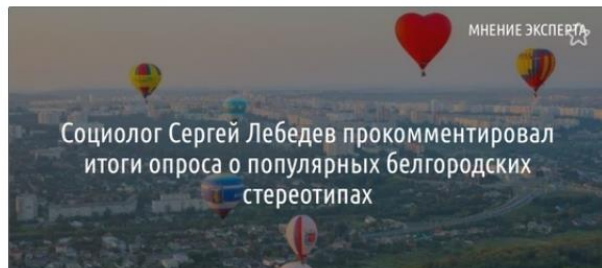 МНЕНИЕ ЭКСПЕРТА
Социолог Сергей Лебедев прокомментировал
итоги опроса о популярных белгородских
стереотипах